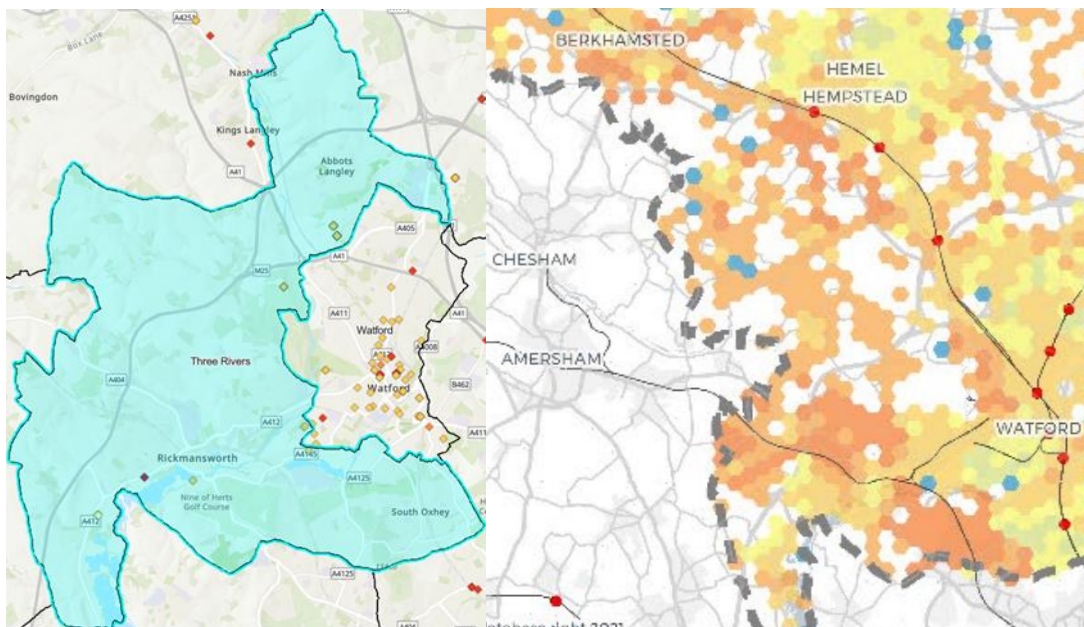 A4251
Box Lane
Nash Mills
Bovingdon
Kings Langley
A41
Abbots
Langley
A405
A41
M25
A411
A41
Watford
Three Rivers
Watford
B462
A404
A412
A411
A4145
Rickmansworth
A4125
Nine of Herts
Golf Course
South Oxhey
A412
A4125
BERKHAMSTED
HEMEL
HEMPSTEAD
CHESHAM
AMERSHAM
WATFORD